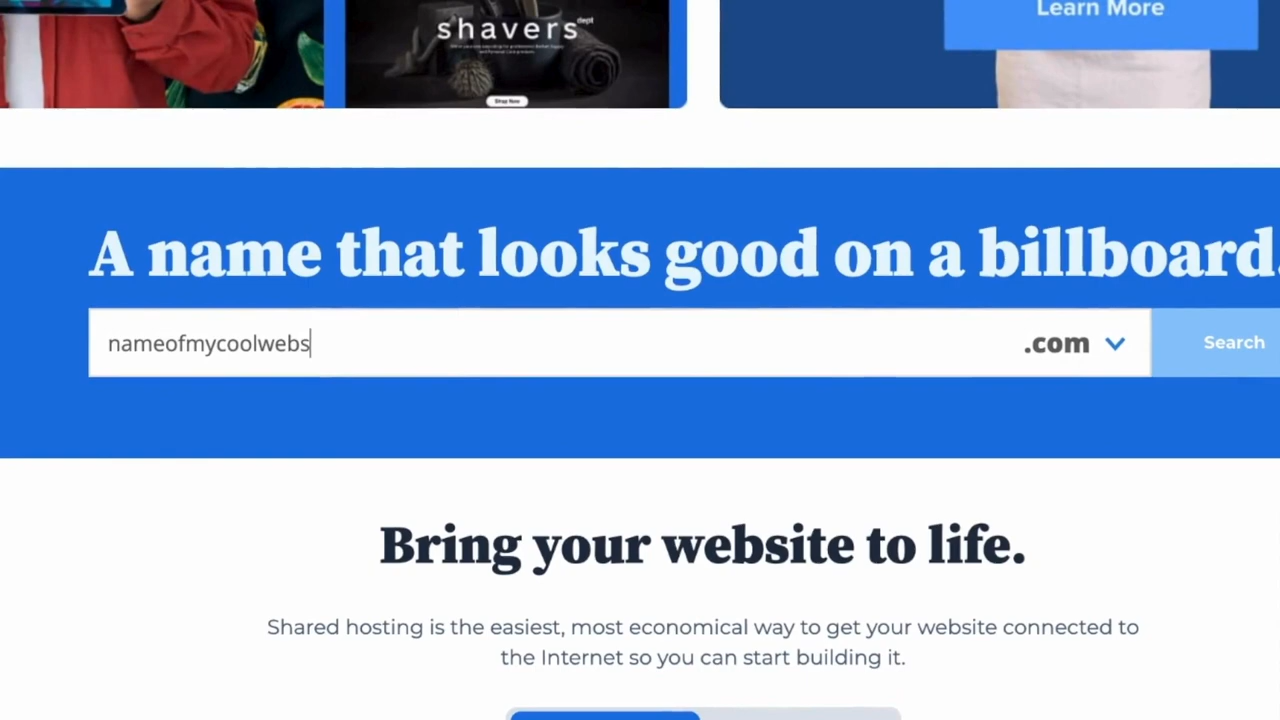 Learn More
shavers
dept
Shop Now
A name that looks good on a billboard.
nameofmycoolwebs
.com
Search
Bring your website to life.
Shared hosting is the easiest, most economical way to get your website connected to
the Internet so you can start building it.